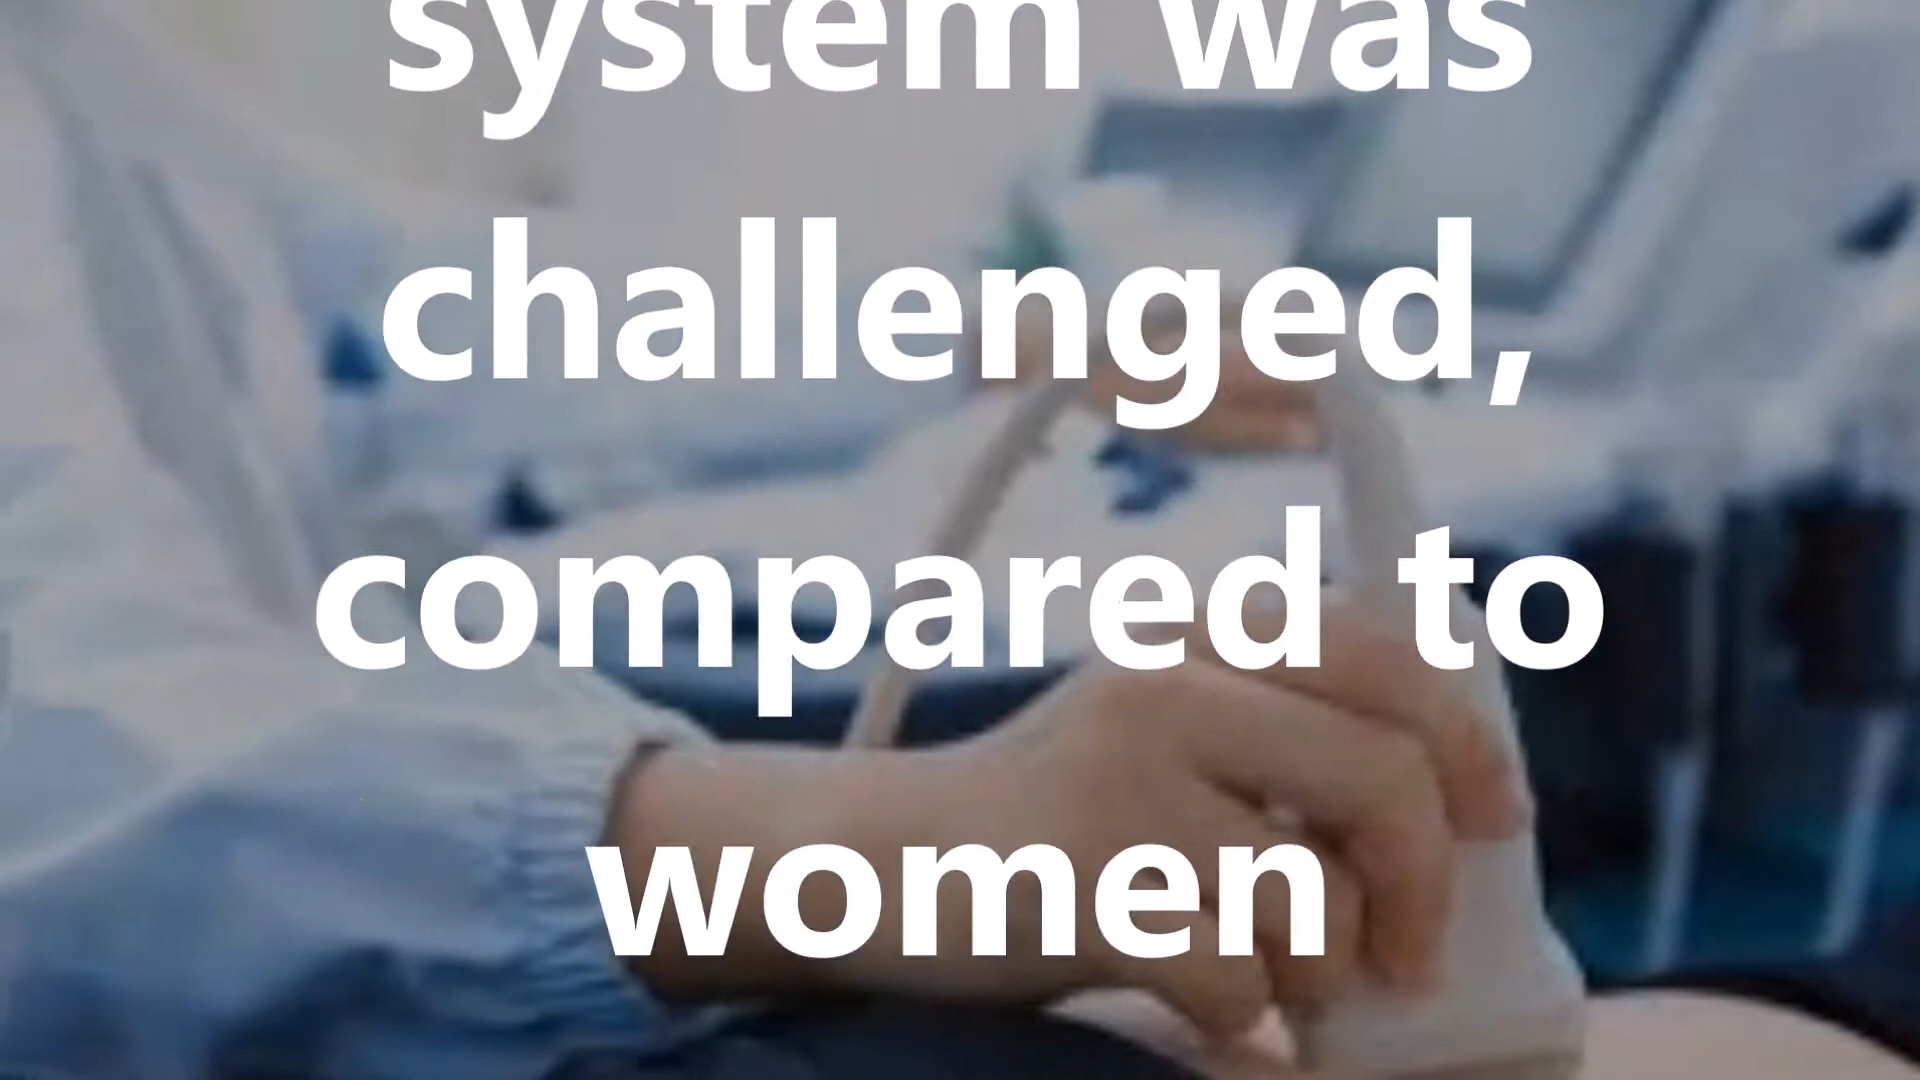 system was
challenged,
compared to
women